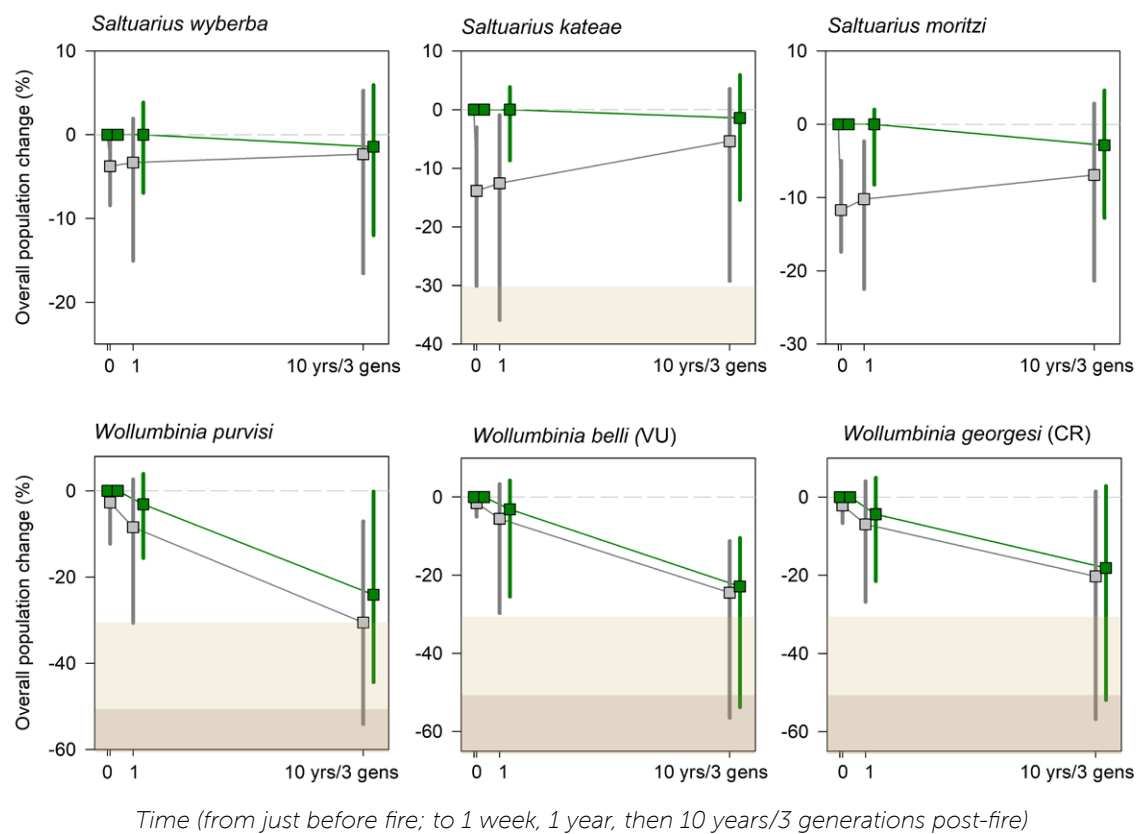 Saltuarius wyberba
Saltuarius kateae
Saltuarius moritzi
Overall population change (%)
10
0
-10
-20
0
1
10 yrs/3 gens
10
0
-10
-20
-30
-40
0
1
10 yrs/3 gens
10
0
-10
-20
-30
0
1
10 yrs/3 gens
Wollumbinia purvisi
Wollumbinia belli (VU)
Wollumbinia georgesi (CR)
Overall population change (%)
0
-20
-40
-60
0
1
10 yrs/3 gens
0
-20
-40
-60
0
1
10 yrs/3 gens
0
-20
-40
-60
0
1
10 yrs/3 gens
Time (from just before fire; to 1 week, 1 year, then 10 years/3 generations post-fire)